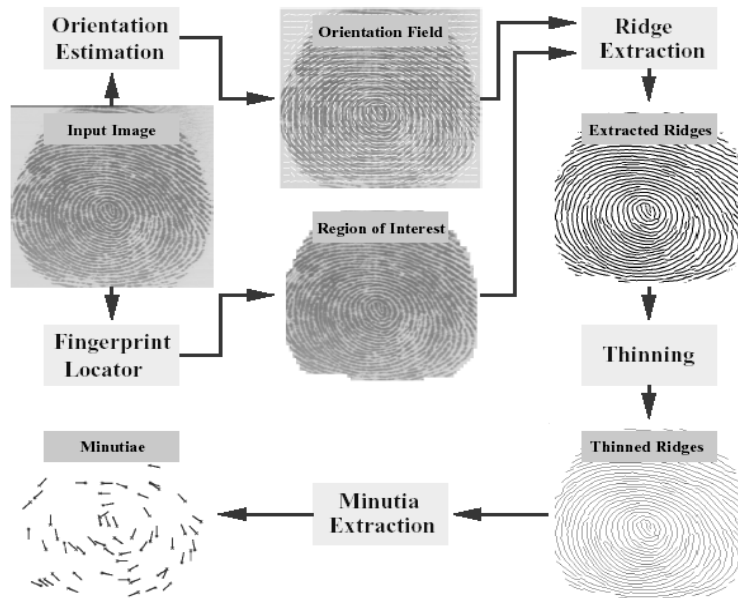 Orientation
Estimation
Orientation Field
Ridge
Extraction
Input Image
Extracted Ridges
Region of Interest
Fingerprint
Locator
Thinning
Minutiae
Thinned Ridges
Minutia
Extraction